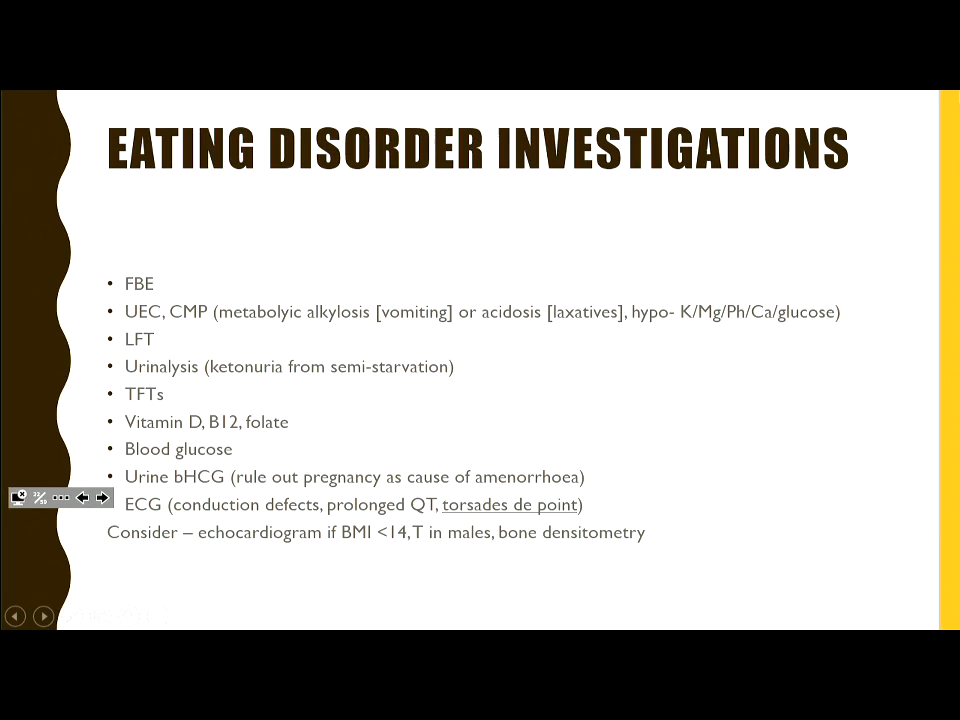 EATING DISORDER INVESTIGATIONS
• FBE
• UEC, CMP (metabolyic alkylosis [vomiting] or acidosis [laxatives], hypo- K/Mg/Ph/Ca/glucose)
• LFT
• Urinalysis (ketonuria from semi-starvation)
• TFTs
• Vitamin D, B12, folate
• Blood glucose
• Urine bHCG (rule out pregnancy as cause of amenorrhoea)
ECG (conduction defects, prolonged QT, torsades de point)
Consider – echocardiogram if BMI <14, T in males, bone densitometry